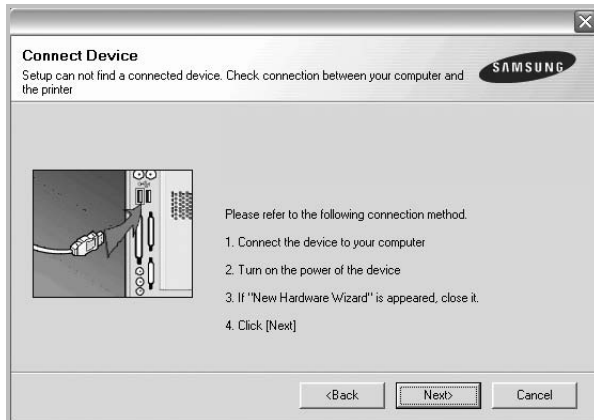 Connect Device
Setup can not find a connected device. Check connection between your computer and
the printer
SAMSUNG
Please refer to the following connection method.
1. Connect the device to your computer
2. Turn on the power of the device
3. If "New Hardware Wizard" is appeared, close it.
4. Click [Next]
<Back
Next>
Cancel